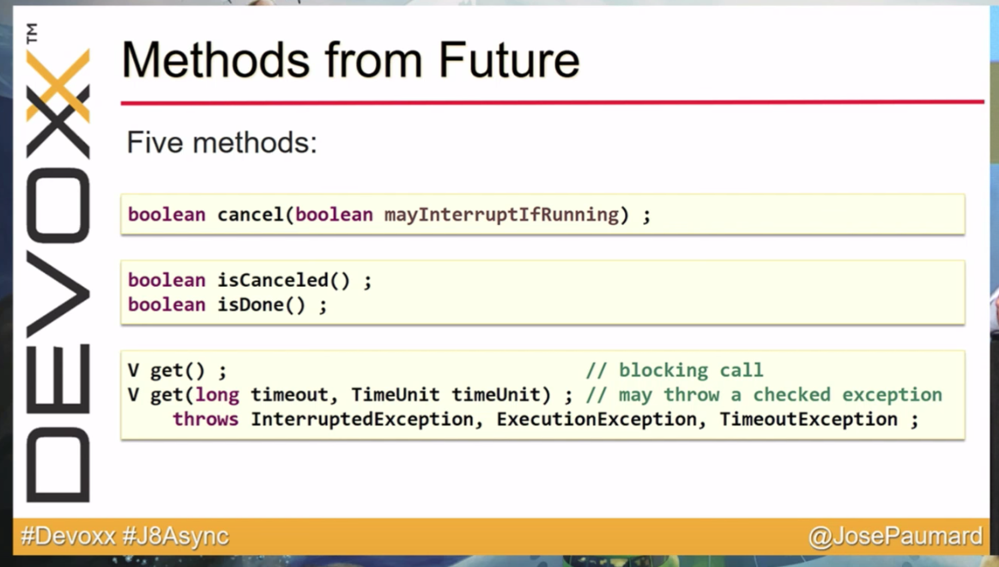 DEVOXX™
Methods from Future
Five methods:
boolean cancel(boolean mayInterruptIfRunning) ;
boolean isCanceled() ;
boolean isDone() ;
V get() ; // blocking call
V get(long timeout, TimeUnit timeUnit) ; // may throw a checked exception
throws InterruptedException, ExecutionException, TimeoutException ;
#Devoxx #J8Async
@JosePaumard